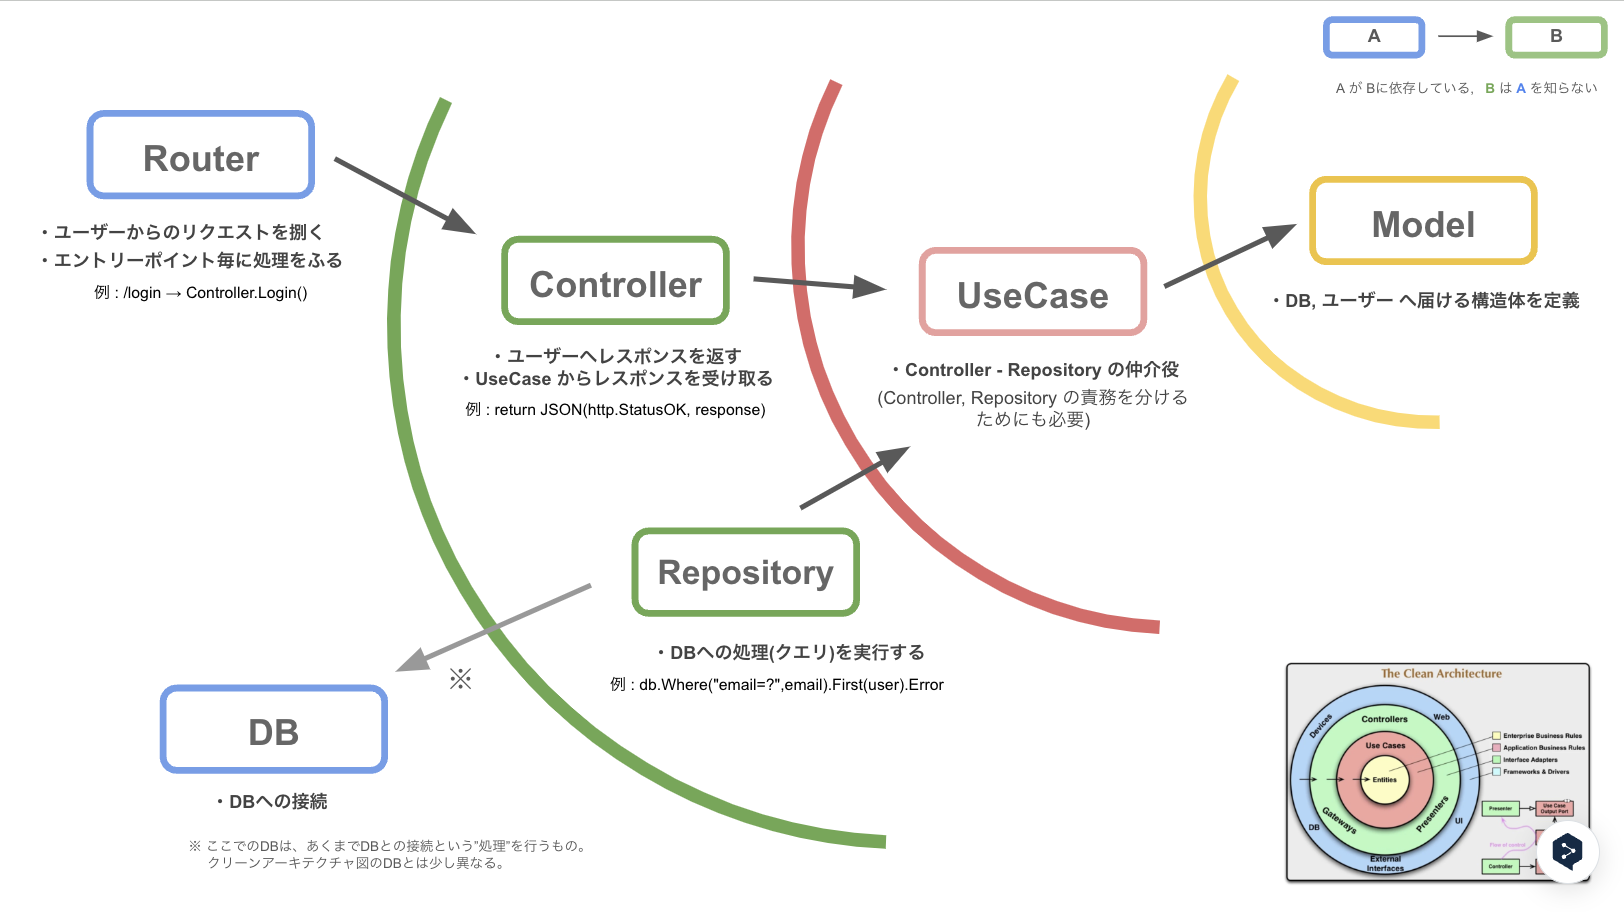 A
B
A が Bに依存している, B は A を知らない
Router
・ユーザーからのリクエストを捌く
・エントリーポイント毎に処理をふる
例 : /login → Controller.Login()
Controller
・ユーザーへレスポンスを返す
・UseCase からレスポンスを受け取る
例 : return JSON(http.StatusOK, response)
UseCase
・Controller - Repository の仲介役
(Controller, Repository の責務を分ける
ためにも必要)
Model
・DB, ユーザー へ届ける構造体を定義
Repository
・DBへの処理(クエリ)を実行する
例 : db.Where("email=?",email).First(user).Error
※
DB
・DBへの接続
※ ここでのDBは、あくまでDBとの接続という”処理”を行うもの。
クリーンアーキテクチャ図のDBとは少し異なる。
The Clean Architecture
Devices
Web
Controllers
Use Cases
Entities
Gateways
Presenters
DB
UI
External
Interfaces
Enterprise Business Rules
Application Business Rules
Interface Adapters
Frameworks & Drivers
Presenter
Use Case
Output Port
Flow of control
Controller